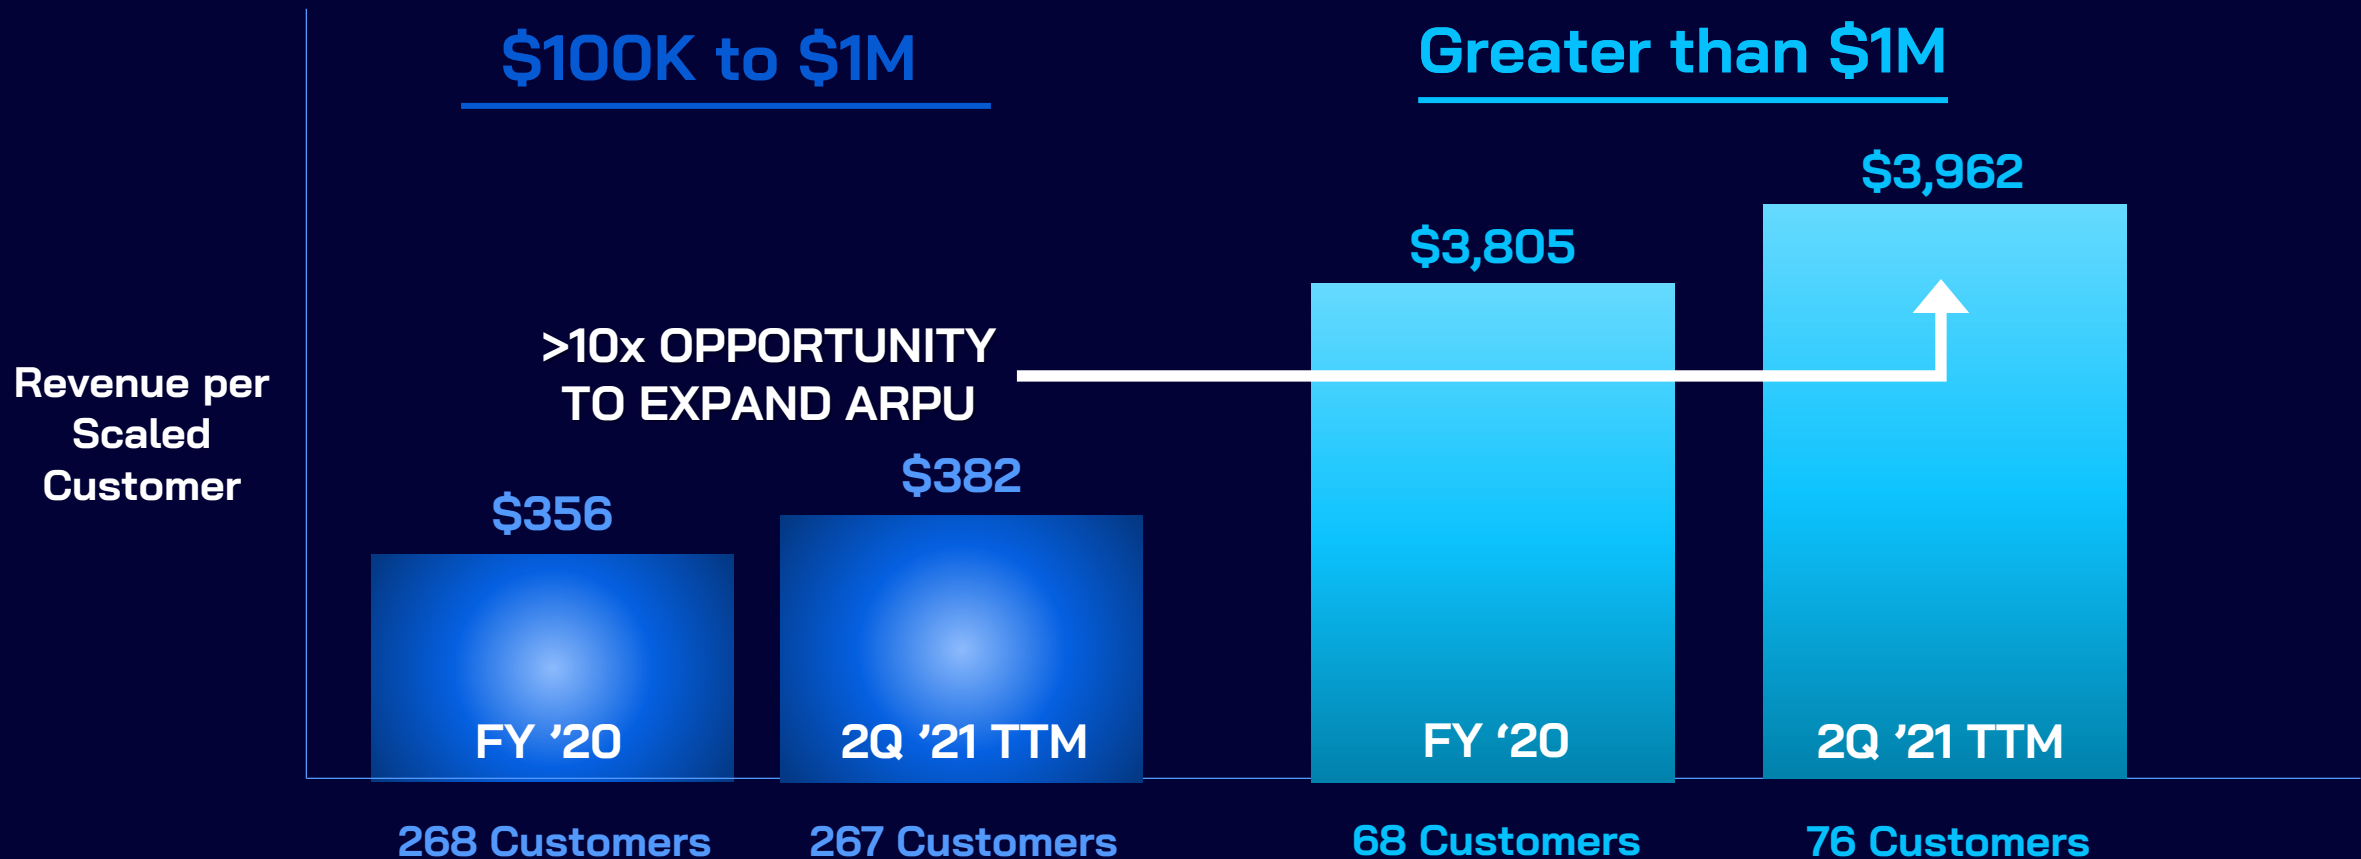 $100K to $1M
Greater than $1M
Revenue per
Scaled
Customer
>10x OPPORTUNITY
TO EXPAND ARPU
$356
$382
$3,805
$3,962
FY ’20
2Q ’21 TTM
FY ‘20
2Q ’21 TTM
268 Customers
267 Customers
68 Customers
76 Customers